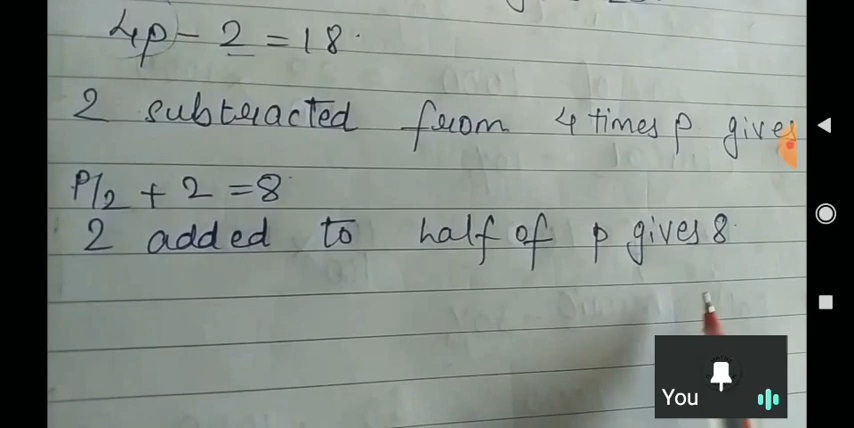 4p - 2 = 18.
2 subtracted from 4 times p gives
P/2 + 2 = 8
2 added to half of p gives 8.
You